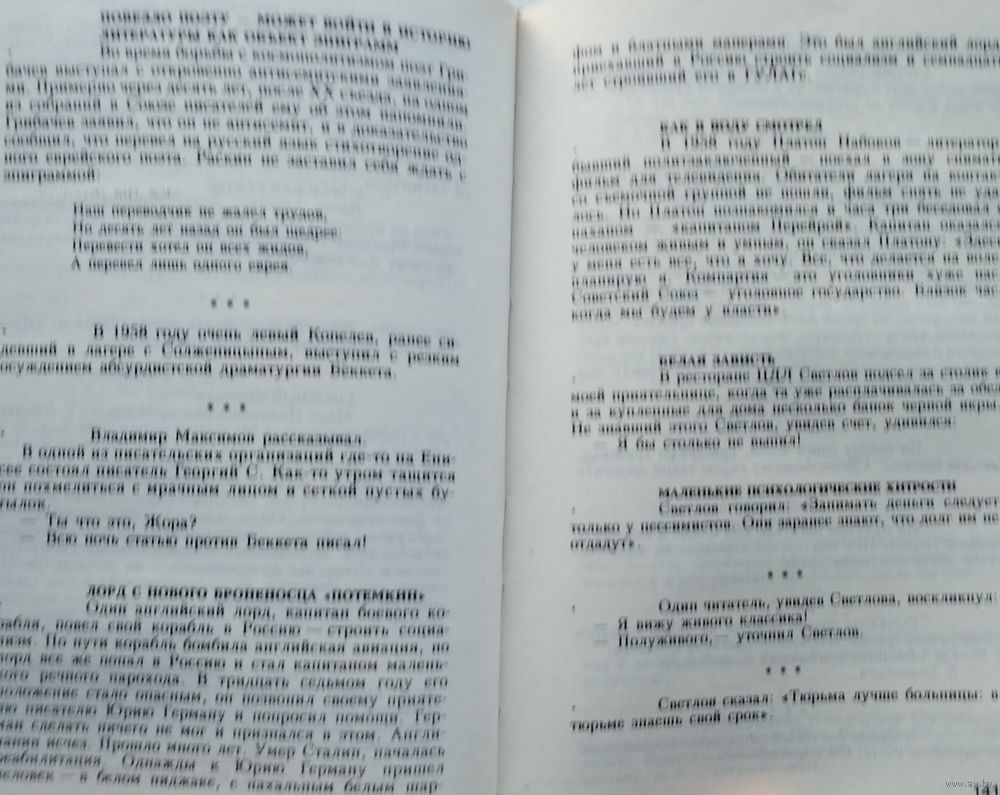 ПОВЕЗЛО ПОЭТУ — МОЖЕТ ВОЙТИ В ИСТОРИЮ
ЛИТЕРАТУРЫ КАК ОБЪЕКТ ЭПИГРАММ
Во время борьбы с космополитизмом поэт Гри-
бачев выступал с откровенно антисемитскими заявления-
ми. Примерно через десять лет, после XX съезда, на одном
из собраний в Союзе писателей ему об этом напомнили.
Грибачев заявил, что он не антисемит, и в доказательство
сообщил, что перевел на русский язык стихотворение од-
ного еврейского поэта. Раскин не заставил себя ждать с
эпиграммой:
Наш переводчик не жалел трудов,
Но десять лет назад он был щедрее:
Перевести хотел он всех жидов,
А перевел лишь одного еврея.
* * *
В 1958 году очень левый Копелев, ранее си-
девший в лагере с Солженицыным, выступил с резким
осуждением абсурдистской драматургии Беккета.
* * *
Владимир Максимов рассказывал.
В одной из писательских организаций где-то на Ени-
сее состоял писатель Георгий С. Как-то утром тащится
он похмелиться с мрачным лицом и сеткой пустых бу-
тылок.
— Ты что это, Жора?
— Всю ночь статью против Беккета писал!
ЛОРД С НОВОГО БРОНЕНОСЦА «ПОТЕМКИН»
Один английский лорд, капитан боевого ко-
рабля, повел свой корабль в Россию — строить социа-
лизм. По пути корабль бомбила английская авиация, но
лорд все же попал в Россию и стал капитаном малень-
кого речного парохода. В тридцать седьмом году его
положение стало опасным, он позвонил своему прияте-
лю писателю Юрию Герману и попросил помощи. Гер-
ман сделать ничего не мог и признался в этом. Англи-
чанин исчез. Прошло много лет. Умер Сталин, началась
реабилитация. Однажды к Юрию Герману пришел
человек — в белом пиджаке, с нахальным белым шар-
фом и блатными манерами. Это был английский лорд,
приехавший в Россию строить социализм и семнадцать
лет строивший его в ГУЛАГе.
КАК В ВОДУ СМОТРЕЛ
В 1958 году Платон Набоков — литератор,
бывший политзаключенный — поехал в зону снимать
фильм для телевидения. Обитатели лагеря на контакт
со съемочной группой не пошли, фильм снять не уда-
лось. Но Платон познакомился и часа три беседовал с
паханом — «капитаном Перейрой». Капитан оказался
человеком живым и умным, он сказал Платону: «Здесь
у меня есть все, что я хочу. Все, что делается на воле,
планирую я. Компартия — это уголовники хуже нас.
Советский Союз — уголовное государство. Близок час,
когда мы будем у власти».
БЕЛАЯ ЗАВИСТЬ
В ресторане ЦДЛ Светлов подсел за столик к
моей приятельнице, когда та уже расплачивалась за обед
и за купленные для дома несколько банок черной икры.
Не знавший этого Светлов, увидев счет, удивился:
— Я бы столько не выпил!
МАЛЕНЬКИЕ ПСИХОЛОГИЧЕСКИЕ ХИТРОСТИ
Светлов говорил: «Занимать деньги следует
только у пессимистов. Они заранее знают, что долг им не
отдадут».
* * *
Один читатель, увидев Светлова, воскликнул:
— Я вижу живого классика!
— Полуживого, — уточнил Светлов.
* * *
Светлов сказал: «Тюрьма лучше больницы: в
тюрьме знаешь свой срок».
141
www.ay.by